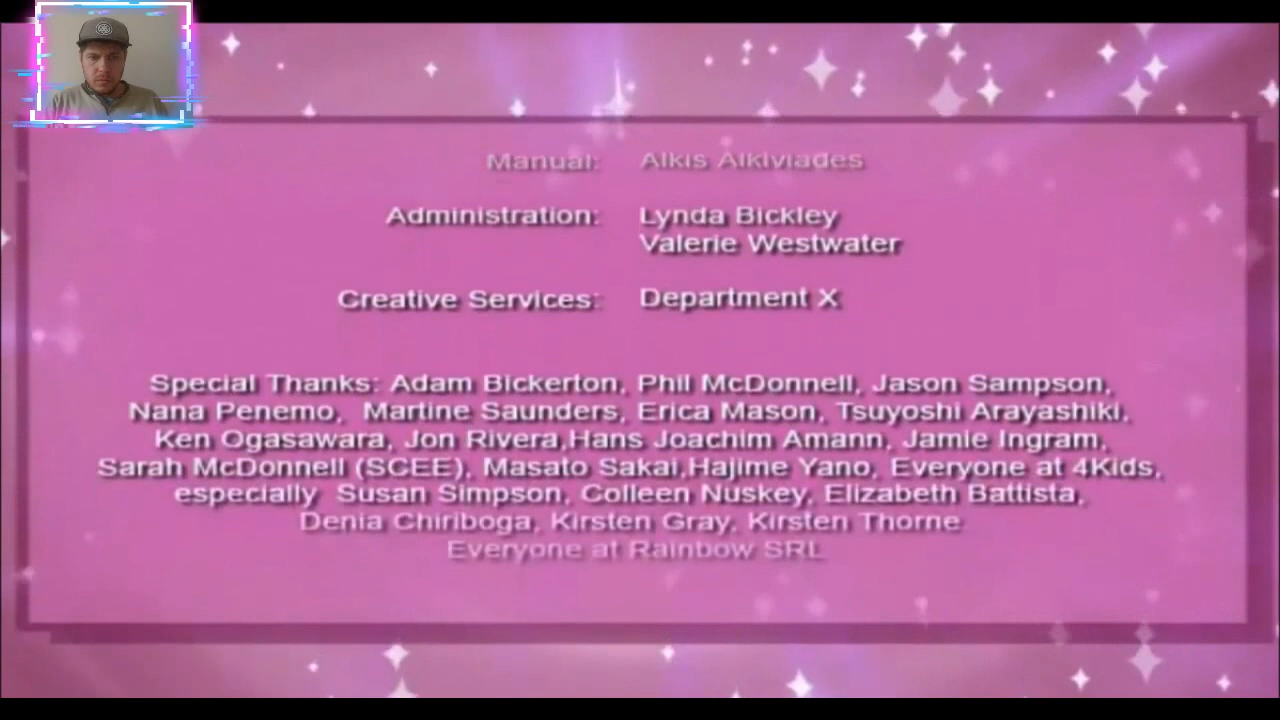 Manual: Alkis Alkiviades
Administration: Lynda Bickley
Valerie Westwater
Creative Services: Department X
Special Thanks: Adam Bickerton, Phil McDonnell, Jason Sampson,
Nana Penemo, Martine Saunders, Erica Mason, Tsuyoshi Arayashiki,
Ken Ogasawara, Jon Rivera,Hans Joachim Amann, Jamie Ingram,
Sarah McDonnell (SCEE), Masato Sakai,Hajime Yano, Everyone at 4Kids,
especially Susan Simpson, Colleen Nuskey, Elizabeth Battista,
Denia Chiriboga, Kirsten Gray, Kirsten Thorne
Everyone at Rainbow SRL